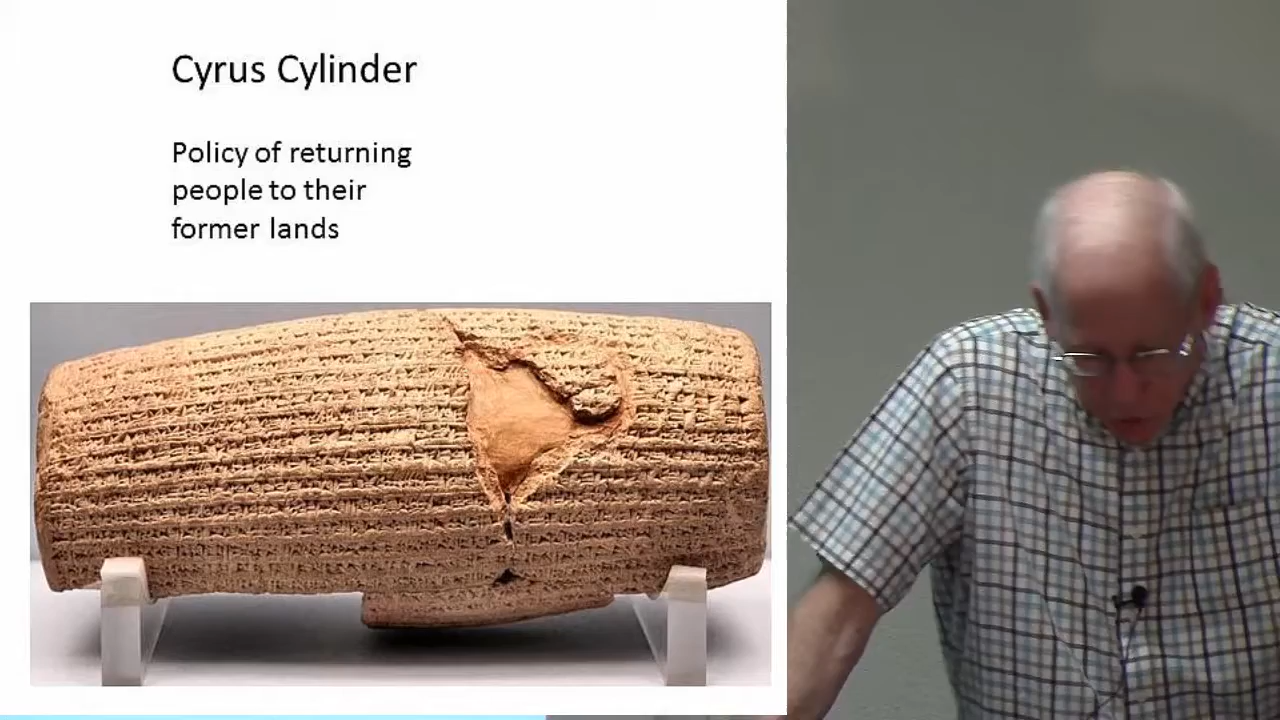 Cyrus Cylinder
Policy of returning
people to their
former lands